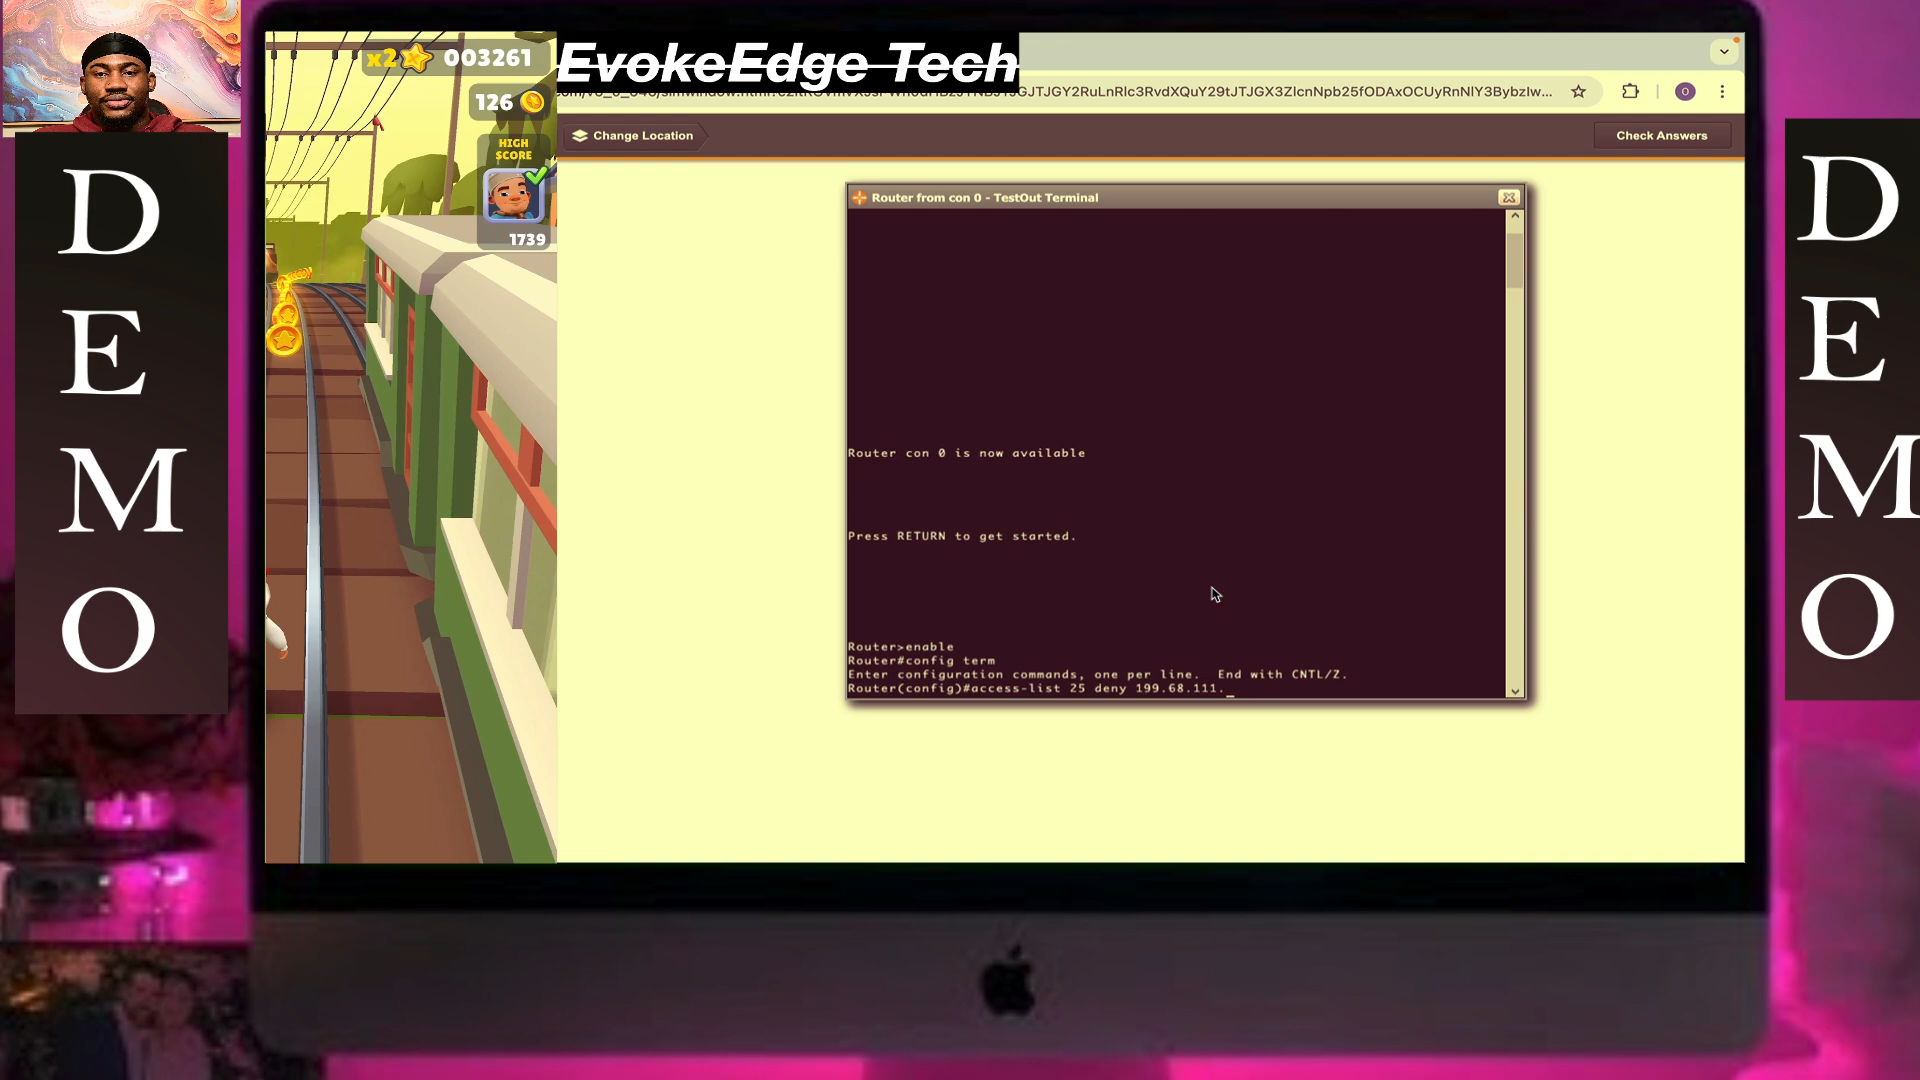 D
E
M
O
x2 003261
126
HIGH
SCORE
1739
EvokeEdge Tech
Change Location
Check Answers
Router from con 0 - TestOut Terminal
Router con 0 is now available
Press RETURN to get started.
Router>enable
Router#config term
Enter configuration commands, one per line. End with CNTL/Z.
Router(config)#access-list 25 deny 199.68.111._
D
E
M
O